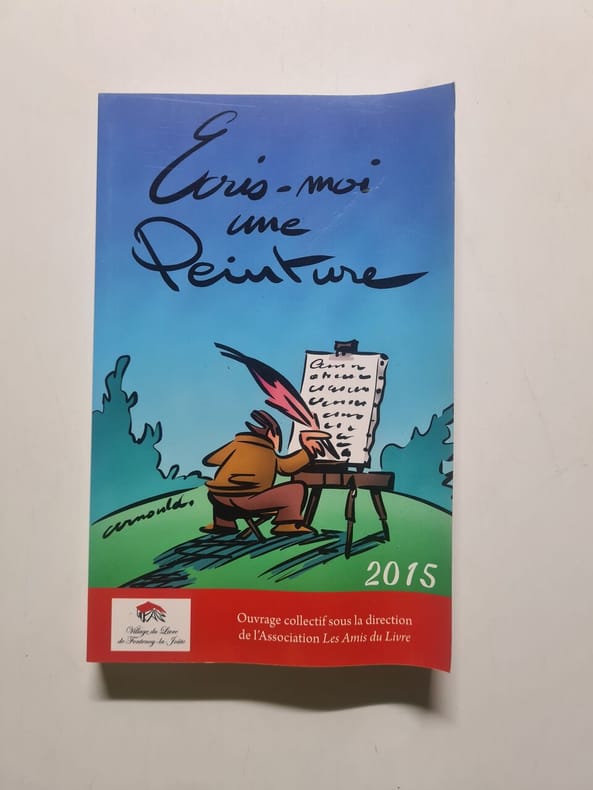 Ecris-moi
une
Peinture
arnould.
2015
Village du Livre
de Fontenoy-la-Joûte
Ouvrage collectif sous la direction
de l'Association Les Amis du Livre